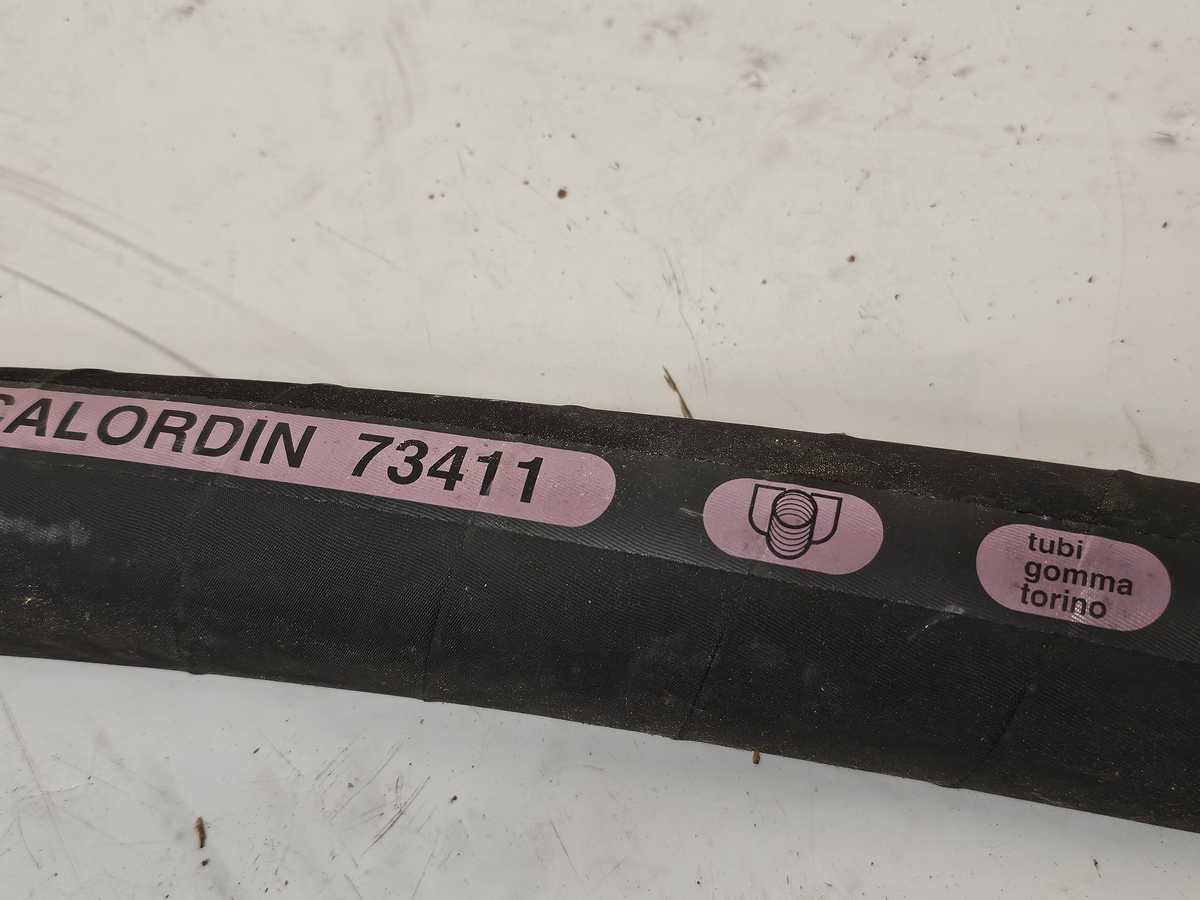 CALORDIN 73411
tubi
gomma
torino